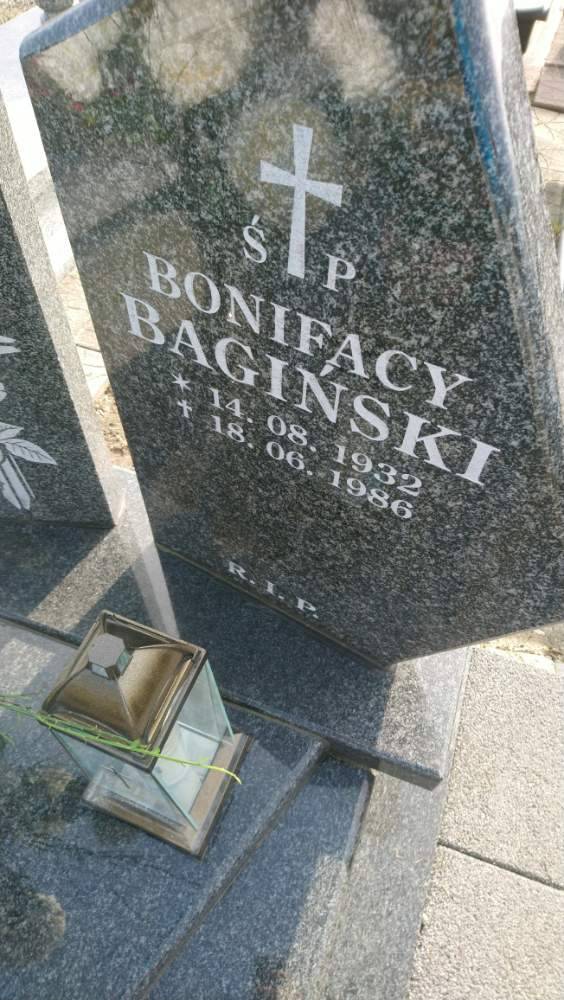 Ś P
BONIFACY
BAGIŃSKI
✶ 14. 08. 1932
✝ 18. 06. 1986
R. I. P.